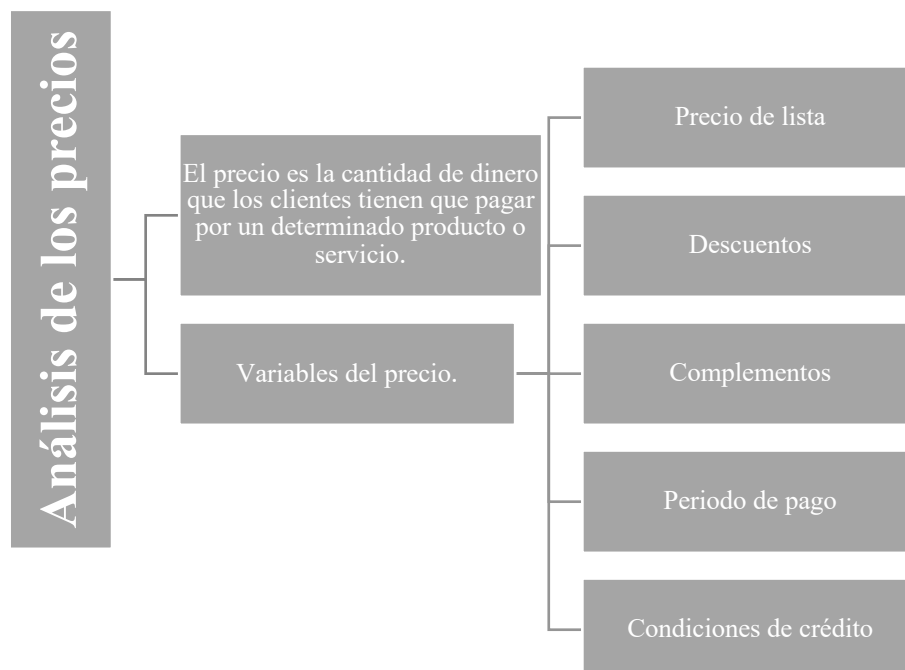 Análisis de los precios
El precio es la cantidad de dinero
que los clientes tienen que pagar
por un determinado producto o
servicio.
Variables del precio.
Precio de lista
Descuentos
Complementos
Periodo de pago
Condiciones de crédito